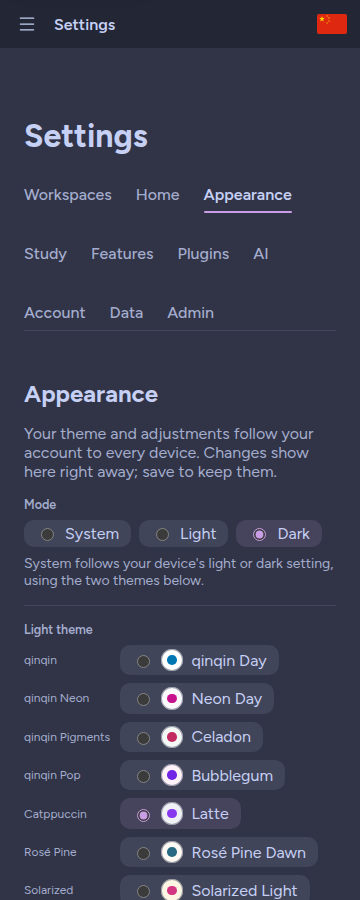 Settings
Settings
Workspaces Home Appearance
Study Features Plugins AI
Account Data Admin
Appearance
Your theme and adjustments follow your
account to every device. Changes show
here right away; save to keep them.
Mode
System Light Dark
System follows your device's light or dark setting,
using the two themes below.
Light theme
qinqin qinqin Day
qinqin Neon Neon Day
qinqin Pigments Celadon
qinqin Pop Bubblegum
Catppuccin Latte
Rosé Pine Rosé Pine Dawn
Solarized Solarized Light